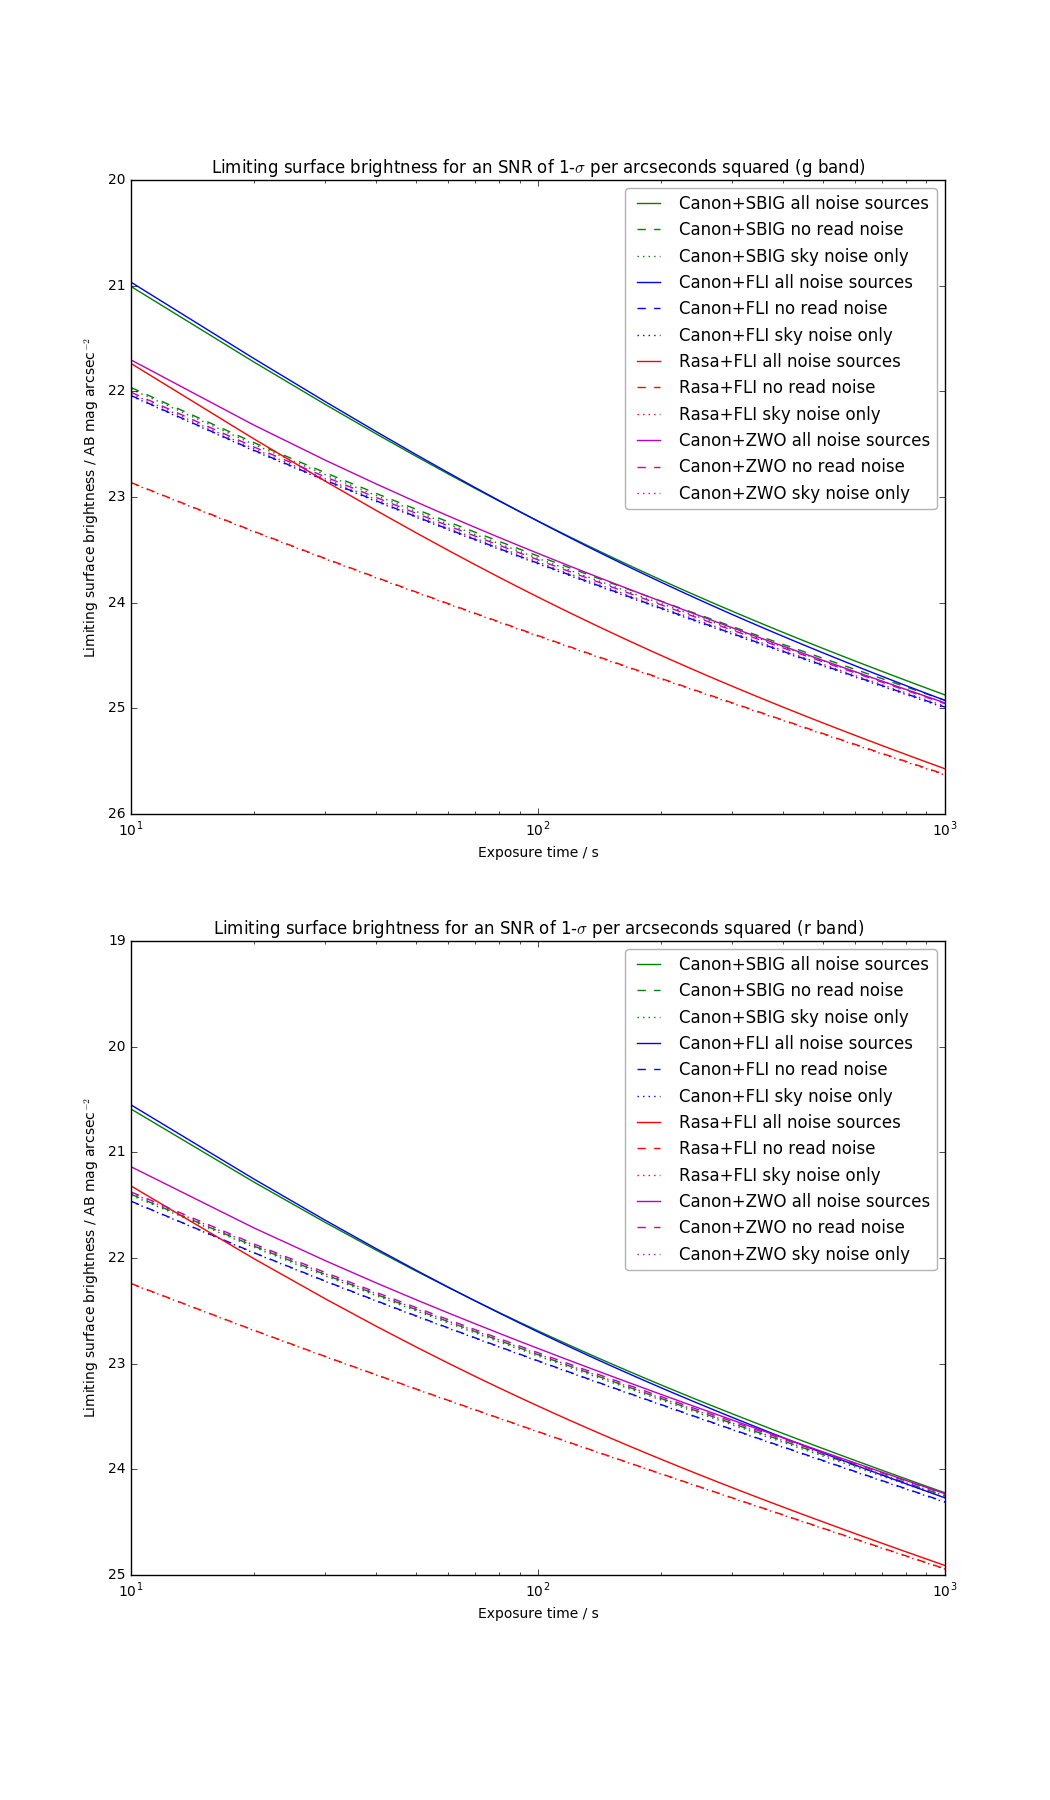 Limiting surface brightness for an SNR of 1-σ per arcseconds squared (g band)
20
21
22
23
24
25
26
Limiting surface brightness / AB mag arcsec⁻²
Canon+SBIG all noise sources
Canon+SBIG no read noise
Canon+SBIG sky noise only
Canon+FLI all noise sources
Canon+FLI no read noise
Canon+FLI sky noise only
Rasa+FLI all noise sources
Rasa+FLI no read noise
Rasa+FLI sky noise only
Canon+ZWO all noise sources
Canon+ZWO no read noise
Canon+ZWO sky noise only
10¹ 10² 10³
Exposure time / s
Limiting surface brightness for an SNR of 1-σ per arcseconds squared (r band)
19
20
21
22
23
24
25
Limiting surface brightness / AB mag arcsec⁻²
Canon+SBIG all noise sources
Canon+SBIG no read noise
Canon+SBIG sky noise only
Canon+FLI all noise sources
Canon+FLI no read noise
Canon+FLI sky noise only
Rasa+FLI all noise sources
Rasa+FLI no read noise
Rasa+FLI sky noise only
Canon+ZWO all noise sources
Canon+ZWO no read noise
Canon+ZWO sky noise only
10¹ 10² 10³
Exposure time / s